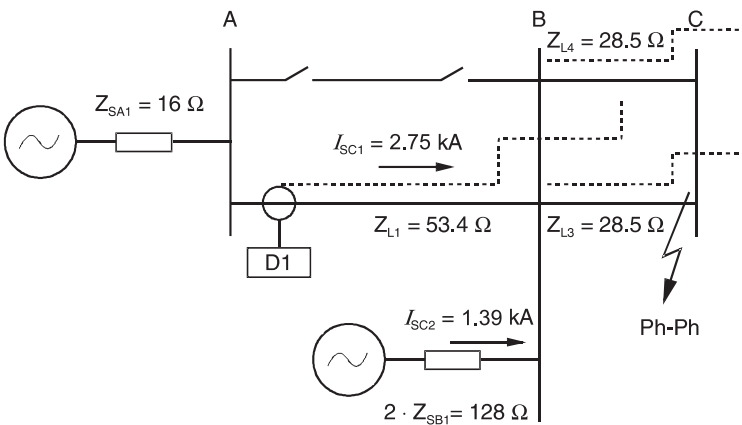 A
B
C
Z_L4 = 28.5 Ω
Z_SA1 = 16 Ω
I_SC1 = 2.75 kA
Z_L1 = 53.4 Ω
Z_L3 = 28.5 Ω
D1
I_SC2 = 1.39 kA
Ph-Ph
2 · Z_SB1 = 128 Ω